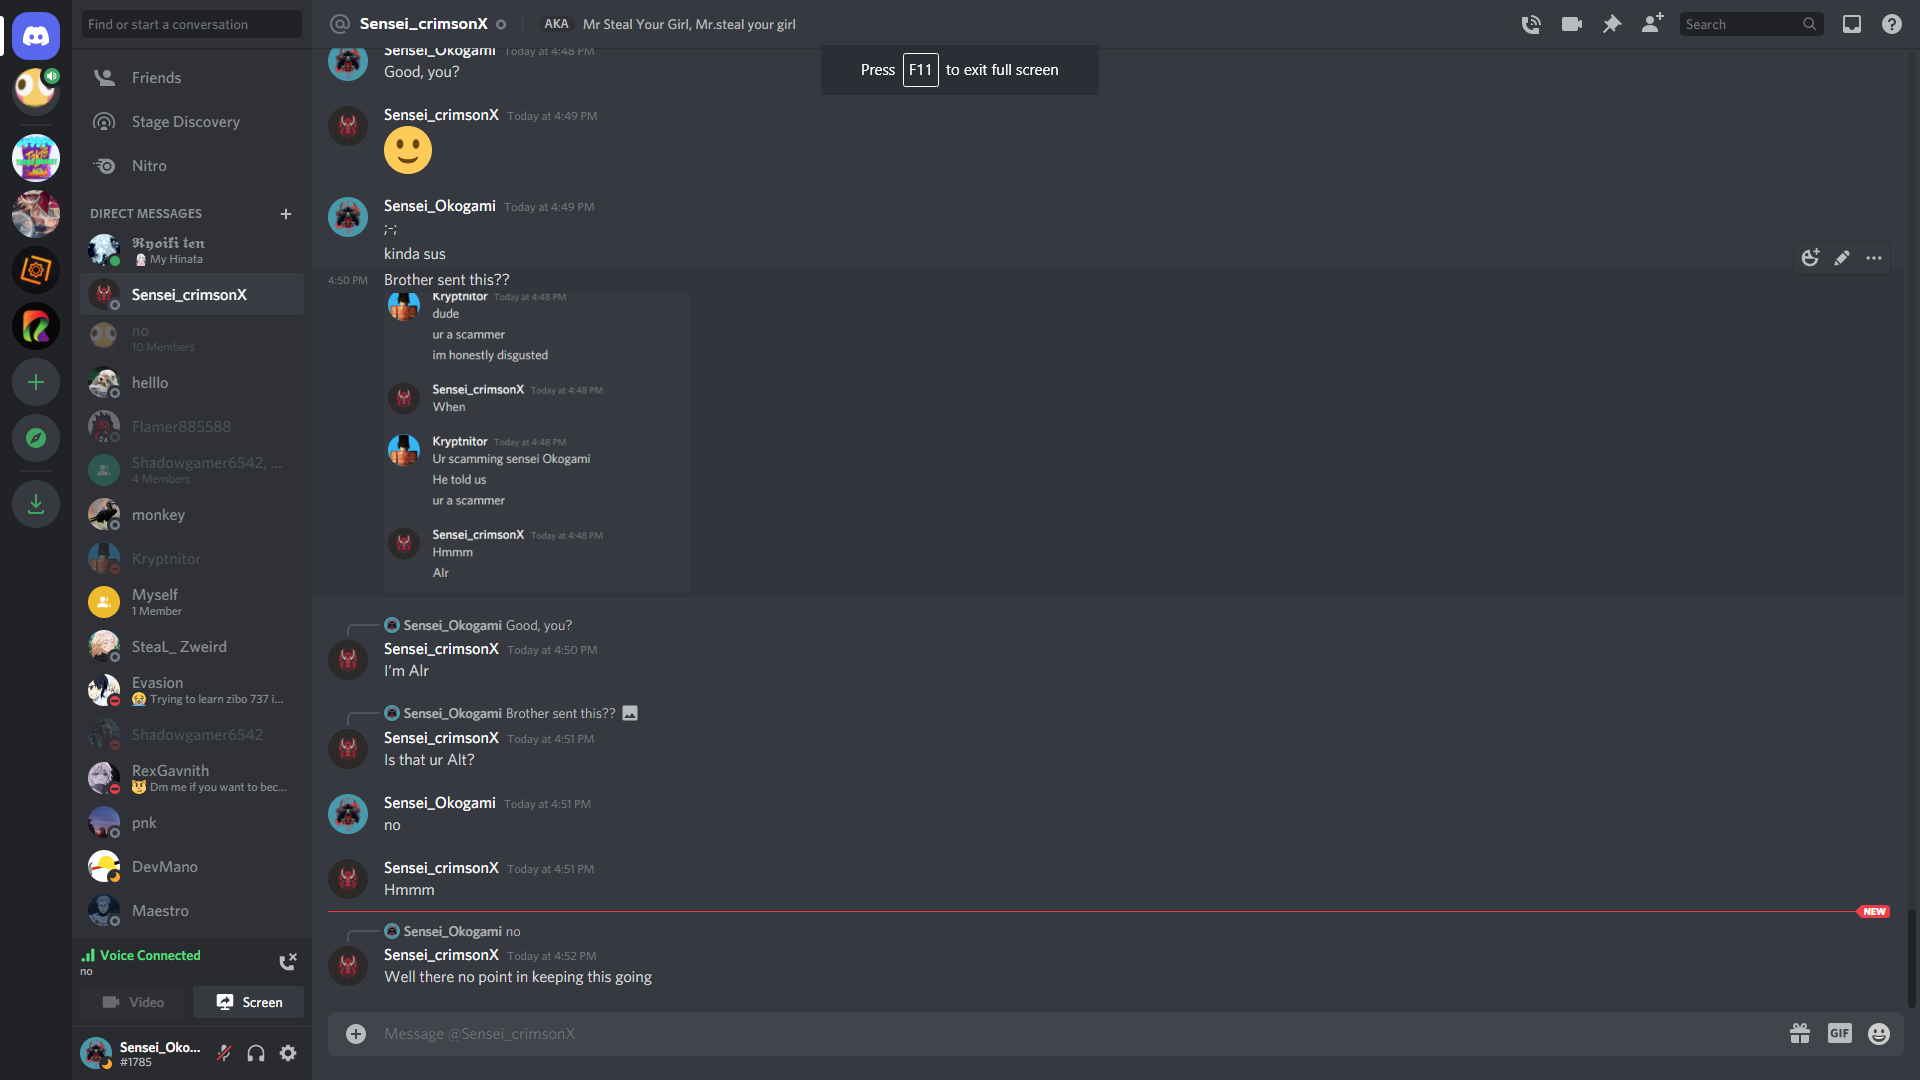 Find or start a conversation
Friends
Stage Discovery
Nitro
DIRECT MESSAGES
𝕽𝖞𝖔𝖎𝖐𝖎 𝖙𝖊𝖓
My Hinata
Sensei_crimsonX
no
10 Members
helllo
Flamer885588
Shadowgamer6542, ...
4 Members
monkey
Kryptnitor
Myself
1 Member
SteaL_ Zweird
Evasion
Trying to learn zibo 737 i...
Shadowgamer6542
RexGavnith
Dm me if you want to bec...
pnk
DevMano
Maestro
Voice Connected
no
Video
Screen
Sensei_Oko...
#1785
Sensei_crimsonX
AKA Mr Steal Your Girl, Mr.steal your girl
Search
Press F11 to exit full screen
Sensei_Okogami Today at 4:48 PM
Good, you?
Sensei_crimsonX Today at 4:49 PM
Sensei_Okogami Today at 4:49 PM
;-;
kinda sus
4:50 PM Brother sent this??
Kryptnitor Today at 4:48 PM
dude
ur a scammer
im honestly disgusted
Sensei_crimsonX Today at 4:48 PM
When
Kryptnitor Today at 4:48 PM
Ur scamming sensei Okogami
He told us
ur a scammer
Sensei_crimsonX Today at 4:48 PM
Hmmm
Alr
Sensei_Okogami Good, you?
Sensei_crimsonX Today at 4:50 PM
I'm Alr
Sensei_Okogami Brother sent this??
Sensei_crimsonX Today at 4:51 PM
Is that ur Alt?
Sensei_Okogami Today at 4:51 PM
no
Sensei_crimsonX Today at 4:51 PM
Hmmm
NEW
Sensei_Okogami no
Sensei_crimsonX Today at 4:52 PM
Well there no point in keeping this going
Message @Sensei_crimsonX
GIF